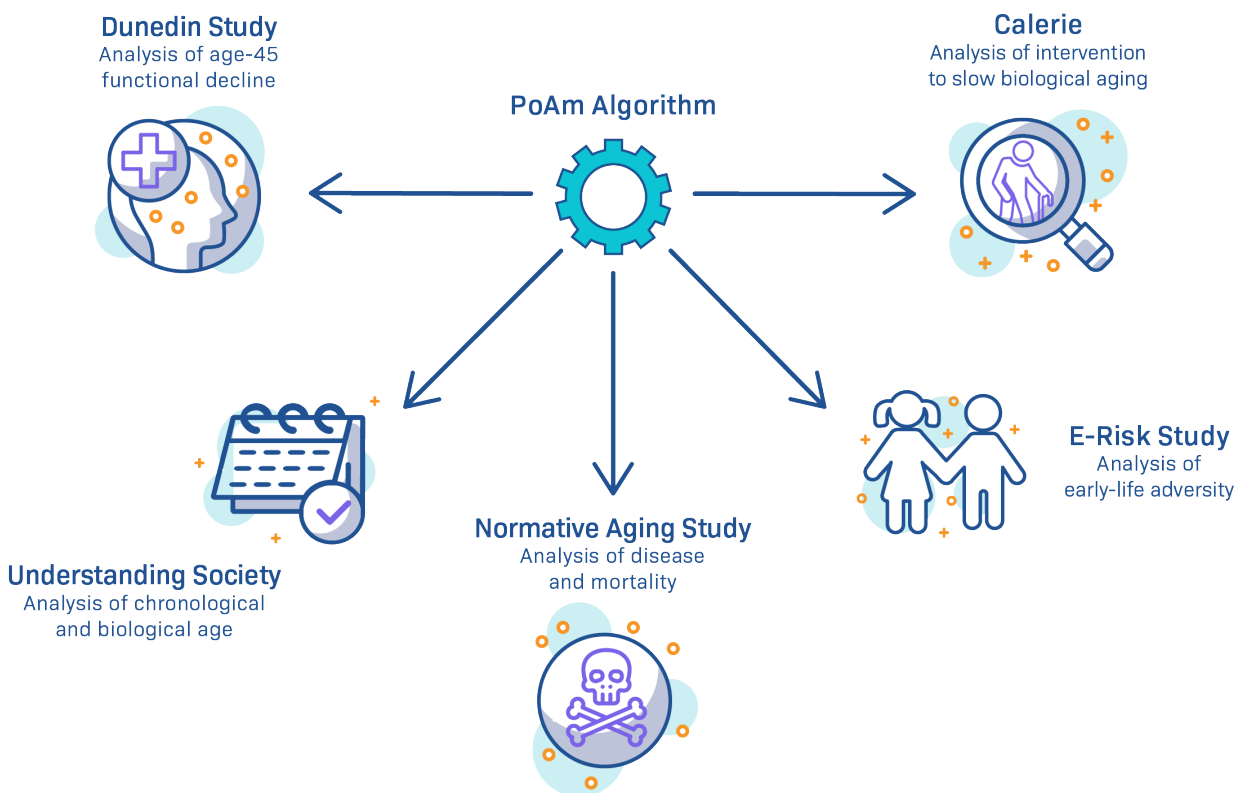 Dunedin Study
Analysis of age-45
functional decline
Calerie
Analysis of intervention
to slow biological aging
PoAm Algorithm
E-Risk Study
Analysis of
early-life adversity
Normative Aging Study
Analysis of disease
and mortality
Understanding Society
Analysis of chronological
and biological age